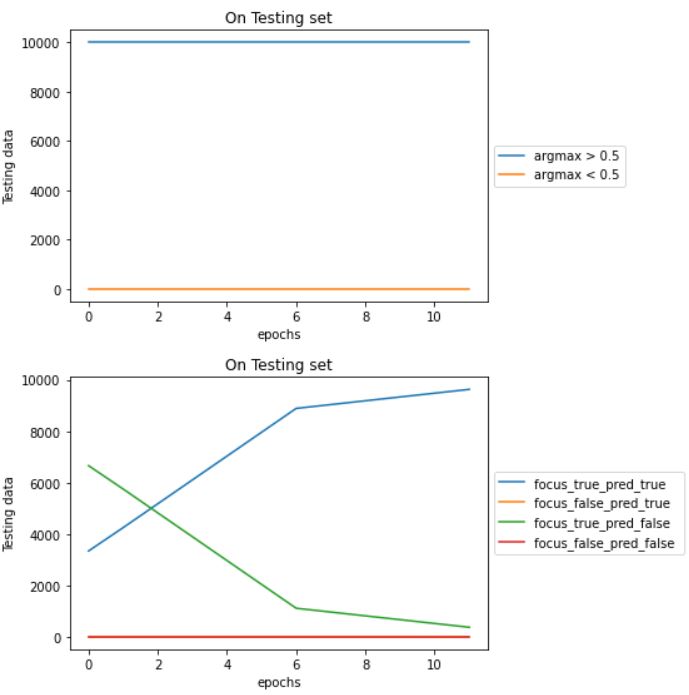 On Testing set
10000
8000
6000
4000
2000
0
Testing data
0 2 4 6 8 10
epochs
argmax > 0.5
argmax < 0.5
On Testing set
10000
8000
6000
4000
2000
0
Testing data
0 2 4 6 8 10
epochs
focus_true_pred_true
focus_false_pred_true
focus_true_pred_false
focus_false_pred_false